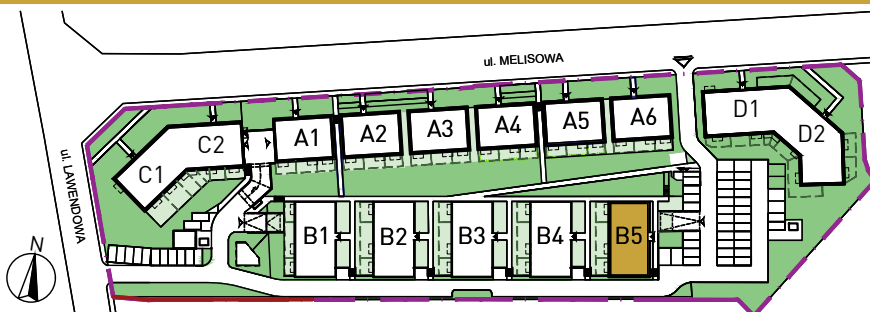 ul. MELISOWA
ul. LAWENDOWA
C1
C2
A1
A2
A3
A4
A5
A6
D1
D2
B1
B2
B3
B4
B5
N